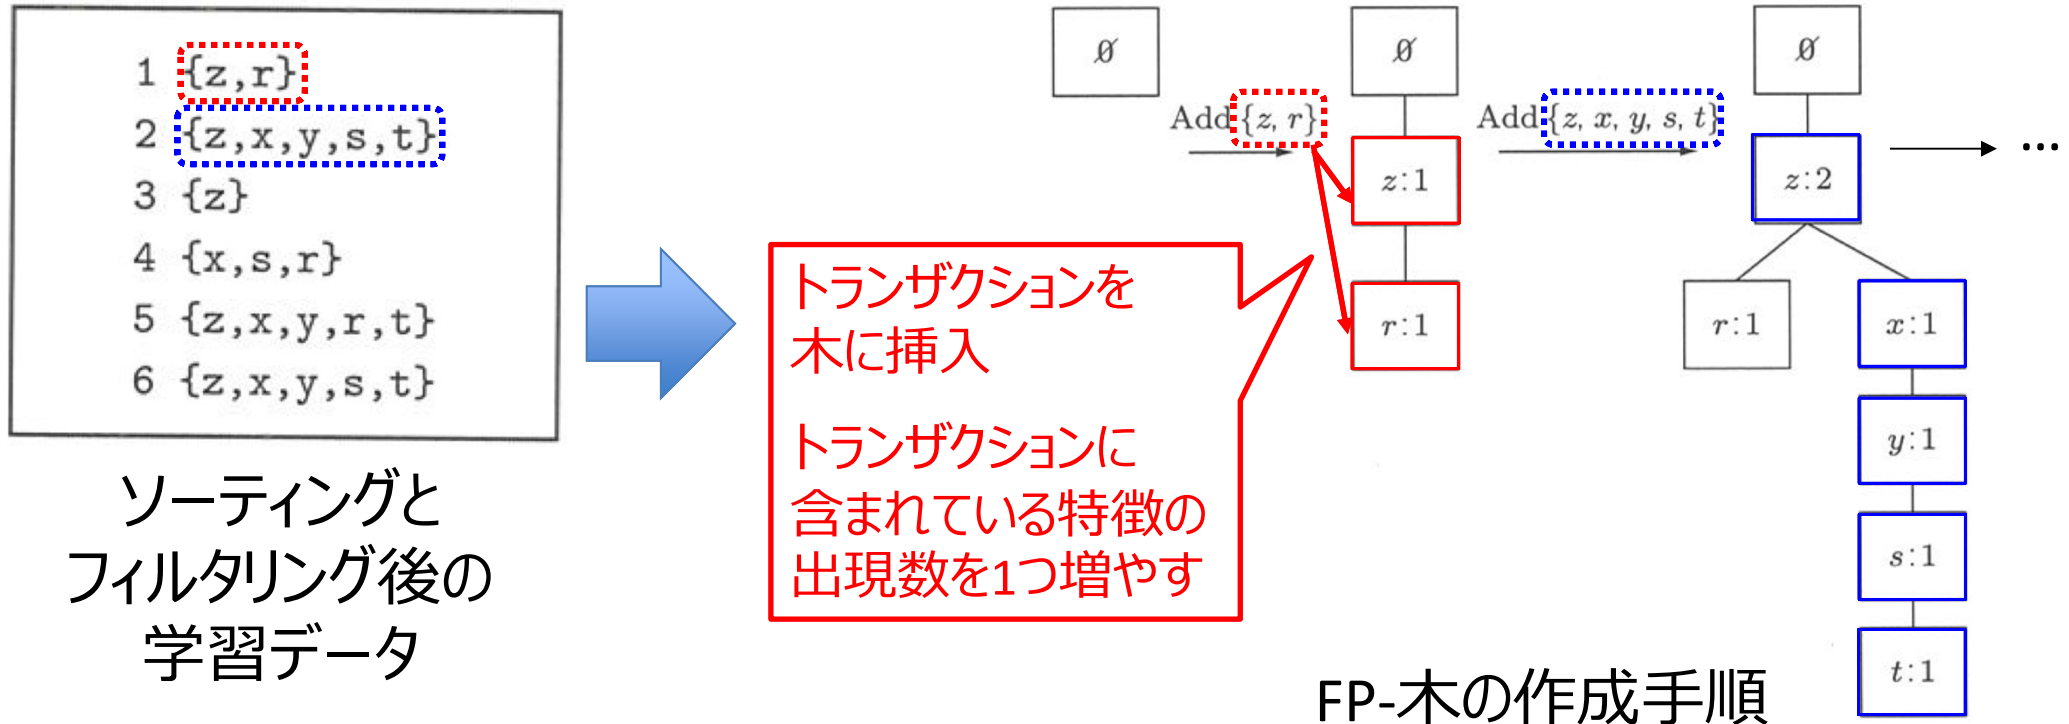 1 {z,r}
2 {z,x,y,s,t}
3 {z}
4 {x,s,r}
5 {z,x,y,r,t}
6 {z,x,y,s,t}
ソーティングと
フィルタリング後の
学習データ
トランザクションを
木に挿入
トランザクションに
含まれている特徴の
出現数を1つ増やす
∅
Add {z, r}
∅
z:1
r:1
Add {z, x, y, s, t}
∅
z:2
r:1
x:1
y:1
s:1
t:1
…
FP-木の作成手順